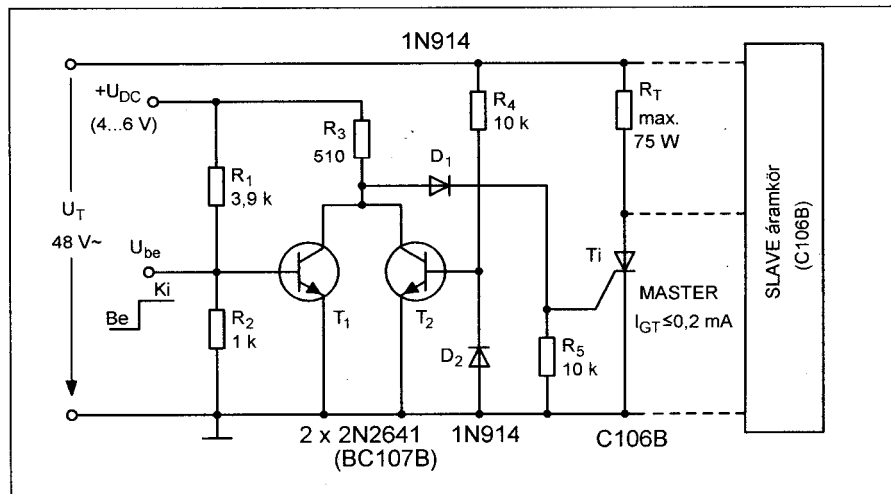 1N914
+U_DC
(4...6 V)
R₃
510
R₄
10 k
R_T
max.
75 W
D₁
R₁
3,9 k
U_T
48 V~
U_be
Ki
Be
R₂
1 k
T₁
T₂
D₂
R₅
10 k
Ti
MASTER
I_GT≤0,2 mA
SLAVE áramkör
(C106B)
2 x 2N2641
(BC107B)
1N914
C106B